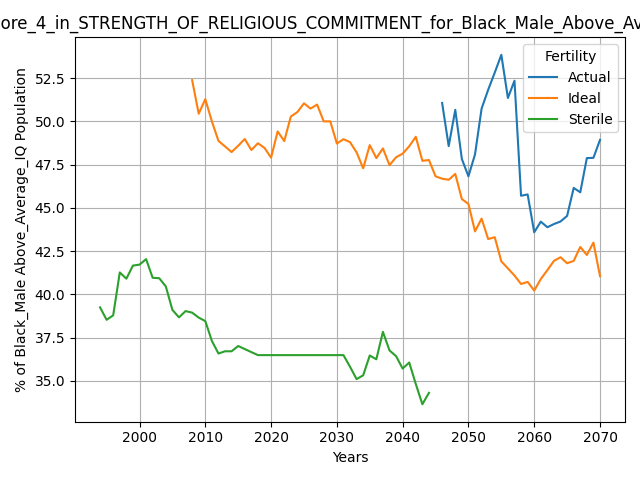 ore_4_in_STRENGTH_OF_RELIGIOUS_COMMITMENT_for_Black_Male_Above_Av
% of Black_Male Above_Average_IQ Population
52.5
50.0
47.5
45.0
42.5
40.0
37.5
35.0
Fertility
Actual
Ideal
Sterile
2000 2010 2020 2030 2040 2050 2060 2070
Years